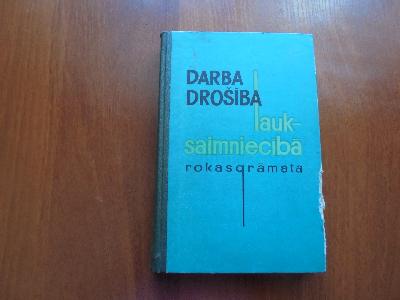 DARBA
DROŠĪBA
lauk-
saimniecībā
rokasgrāmata